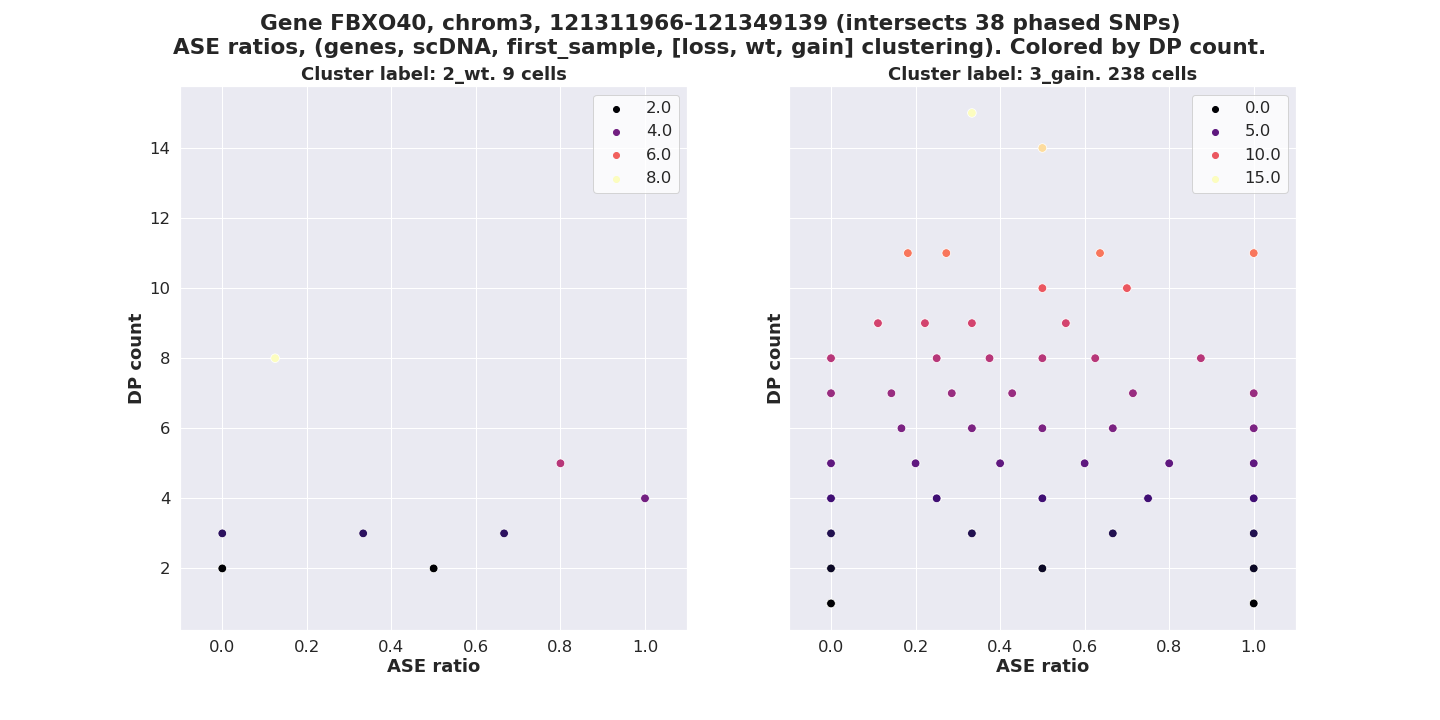 Gene FBXO40, chrom3, 121311966-121349139 (intersects 38 phased SNPs)
ASE ratios, (genes, scDNA, first_sample, [loss, wt, gain] clustering). Colored by DP count.
Cluster label: 2_wt. 9 cells
2.0
4.0
6.0
8.0
14
12
10
8
6
4
2
DP count
0.0 0.2 0.4 0.6 0.8 1.0
ASE ratio
Cluster label: 3_gain. 238 cells
0.0
5.0
10.0
15.0
DP count
0.0 0.2 0.4 0.6 0.8 1.0
ASE ratio